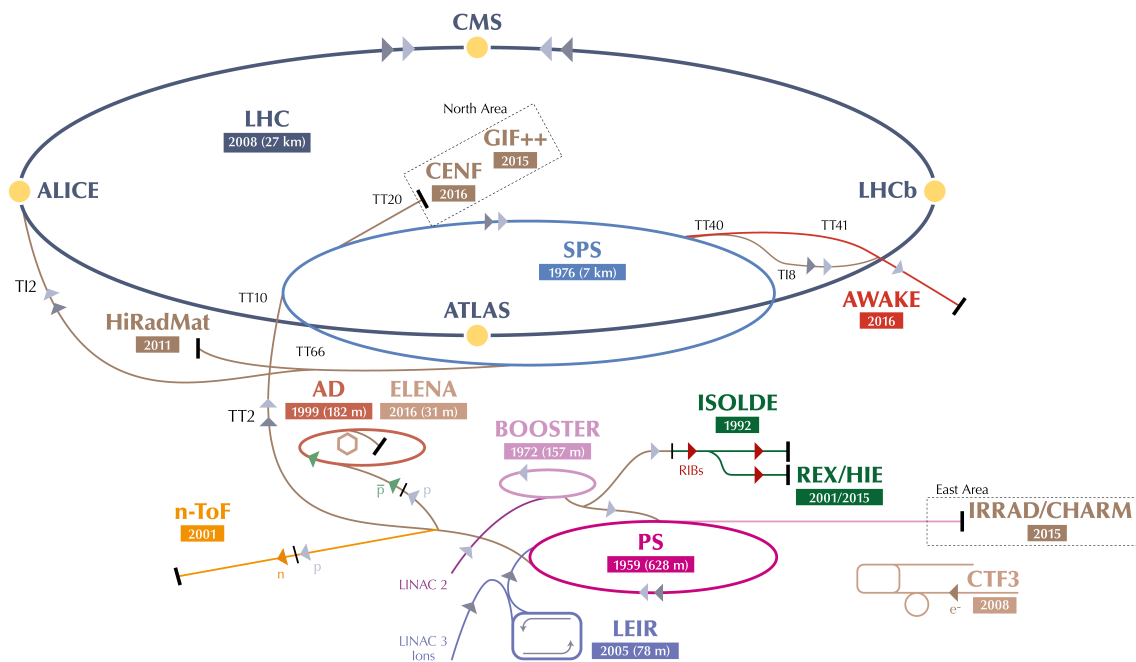 CMS
North Area
LHC
2008 (27 km)
GIF++
2015
CENF
2016
ALICE
LHCb
TT20
TT40
TT41
SPS
1976 (7 km)
TI8
TI2
TT10
ATLAS
AWAKE
2016
HiRadMat
2011
TT66
AD
1999 (182 m)
ELENA
2016 (31 m)
TT2
ISOLDE
1992
BOOSTER
1972 (157 m)
RIBs
REX/HIE
2001/2015
p̅
p
East Area
n-ToF
2001
IRRAD/CHARM
2015
PS
1959 (628 m)
n
p
LINAC 2
CTF3
2008
e-
LEIR
2005 (78 m)
LINAC 3
Ions